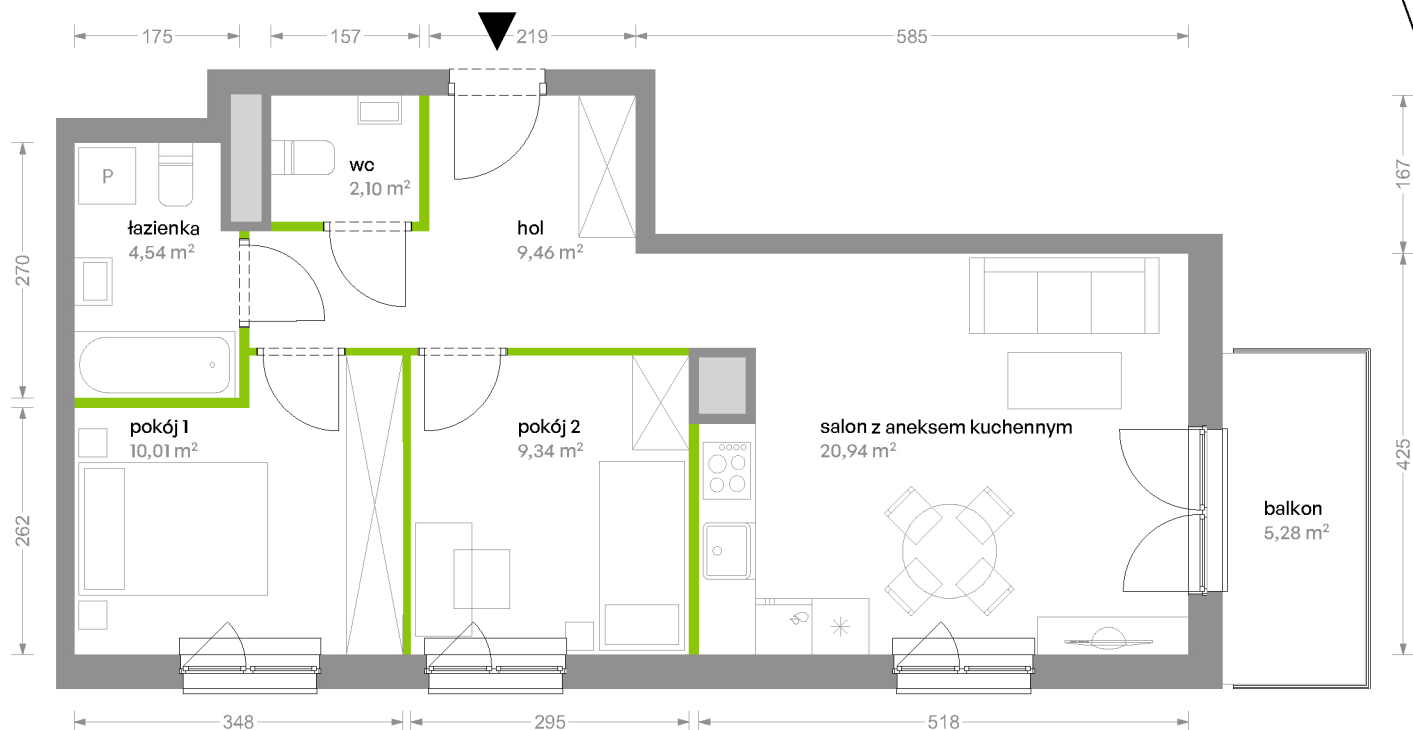 175
157
219
585
167
wc
2,10 m²
P
łazienka
4,54 m²
hol
9,46 m²
270
pokój 1
10,01 m²
pokój 2
9,34 m²
salon z aneksem kuchennym
20,94 m²
425
balkon
5,28 m²
262
348
295
518